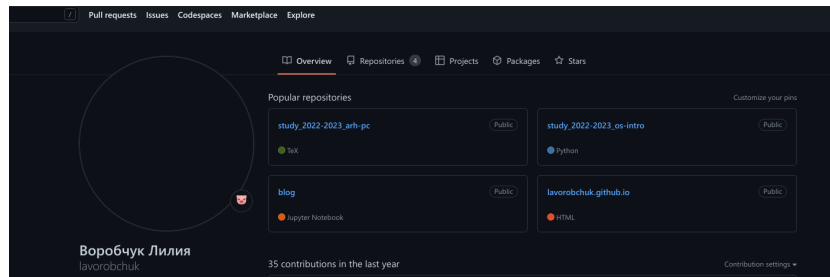 / Pull requests Issues Codespaces Marketplace Explore
Overview Repositories 4 Projects Packages Stars
Popular repositories Customize your pins
study_2022-2023_arh-pc Public study_2022-2023_os-intro Public
TeX Python
blog Public lavorobchuk.github.io Public
Jupyter Notebook HTML
Воробчук Лилия
lavorobchuk
35 contributions in the last year Contribution settings